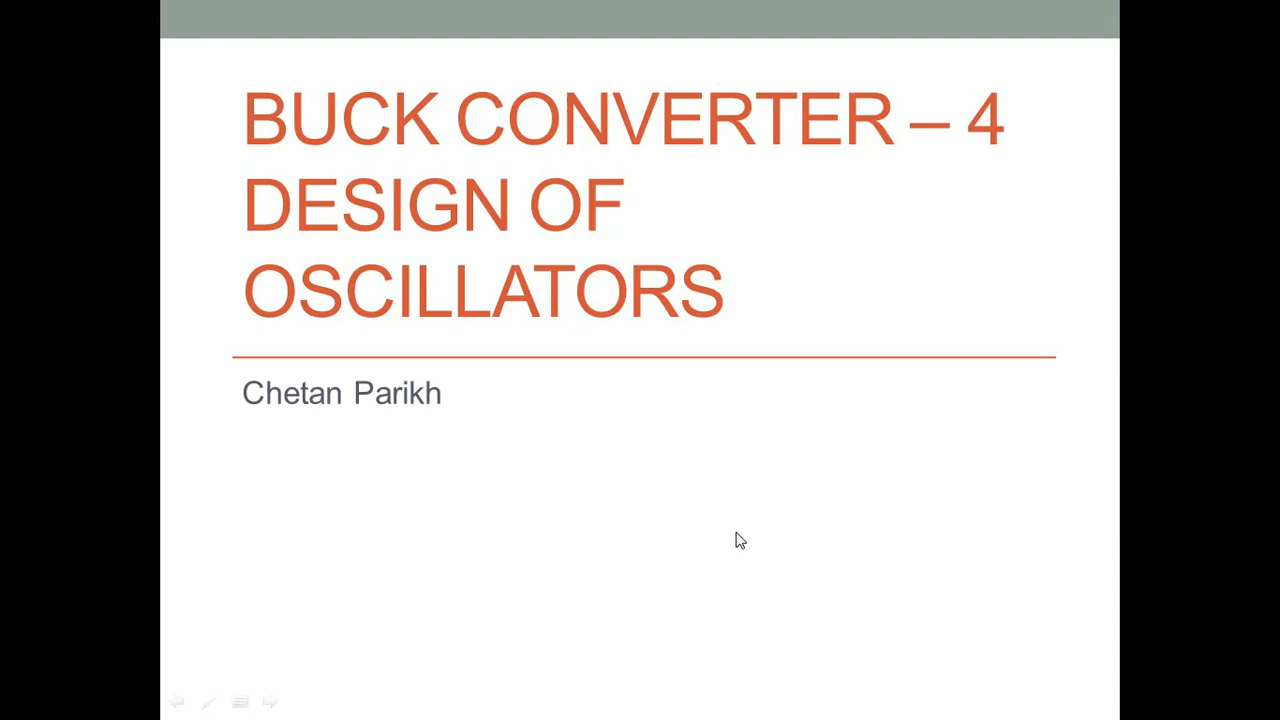 BUCK CONVERTER – 4
DESIGN OF
OSCILLATORS
Chetan Parikh